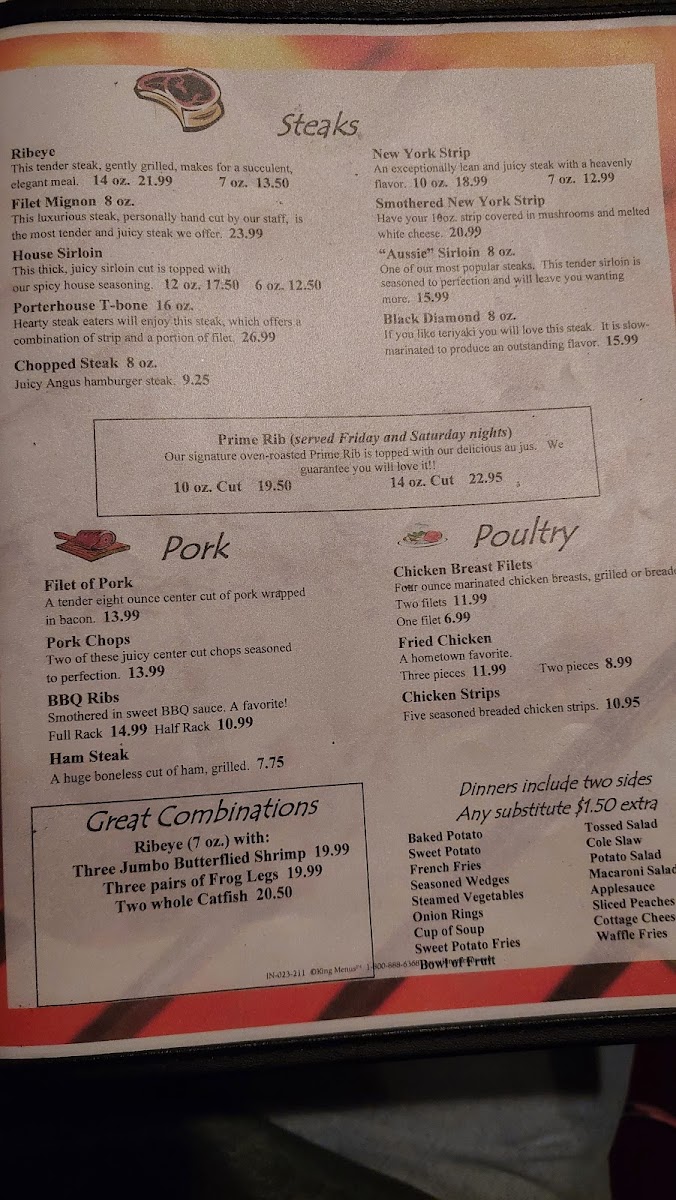 Steaks
Ribeye
This tender steak, gently grilled, makes for a succulent,
elegant meal. 14 oz. 21.99 7 oz. 13.50
Filet Mignon 8 oz.
This luxurious steak, personally hand cut by our staff, is
the most tender and juicy steak we offer. 23.99
House Sirloin
This thick, juicy sirloin cut is topped with
our spicy house seasoning. 12 oz. 17.50 6 oz. 12.50
Porterhouse T-bone 16 oz.
Hearty steak eaters will enjoy this steak, which offers a
combination of strip and a portion of filet. 26.99
Chopped Steak 8 oz.
Juicy Angus hamburger steak. 9.25
New York Strip
An exceptionally lean and juicy steak with a heavenly
flavor. 10 oz. 18.99 7 oz. 12.99
Smothered New York Strip
Have your 10oz. strip covered in mushrooms and melted
white cheese. 20.99
"Aussie" Sirloin 8 oz.
One of our most popular steaks. This tender sirloin is
seasoned to perfection and will leave you wanting
more. 15.99
Black Diamond 8 oz.
If you like teriyaki you will love this steak. It is slow-
marinated to produce an outstanding flavor. 15.99
Prime Rib (served Friday and Saturday nights)
Our signature oven-roasted Prime Rib is topped with our delicious au jus. We
guarantee you will love it!!
10 oz. Cut 19.50 14 oz. Cut 22.95
Pork
Filet of Pork
A tender eight ounce center cut of pork wrapped
in bacon. 13.99
Pork Chops
Two of these juicy center cut chops seasoned
to perfection. 13.99
BBQ Ribs
Smothered in sweet BBQ sauce. A favorite!
Full Rack 14.99 Half Rack 10.99
Ham Steak
A huge boneless cut of ham, grilled. 7.75
Poultry
Chicken Breast Filets
Four ounce marinated chicken breasts, grilled or breade
Two filets 11.99
One filet 6.99
Fried Chicken
A hometown favorite.
Three pieces 11.99 Two pieces 8.99
Chicken Strips
Five seasoned breaded chicken strips. 10.95
Great Combinations
Ribeye (7 oz.) with:
Three Jumbo Butterflied Shrimp 19.99
Three pairs of Frog Legs 19.99
Two whole Catfish 20.50
Dinners include two sides
Any substitute $1.50 extra
Baked Potato
Sweet Potato
French Fries
Seasoned Wedges
Steamed Vegetables
Onion Rings
Cup of Soup
Sweet Potato Fries
Bowl of Fruit
Tossed Salad
Cole Slaw
Potato Salad
Macaroni Salad
Applesauce
Sliced Peaches
Cottage Chees
Waffle Fries
IN-023-211 ©King Menus 1-800-888-6368